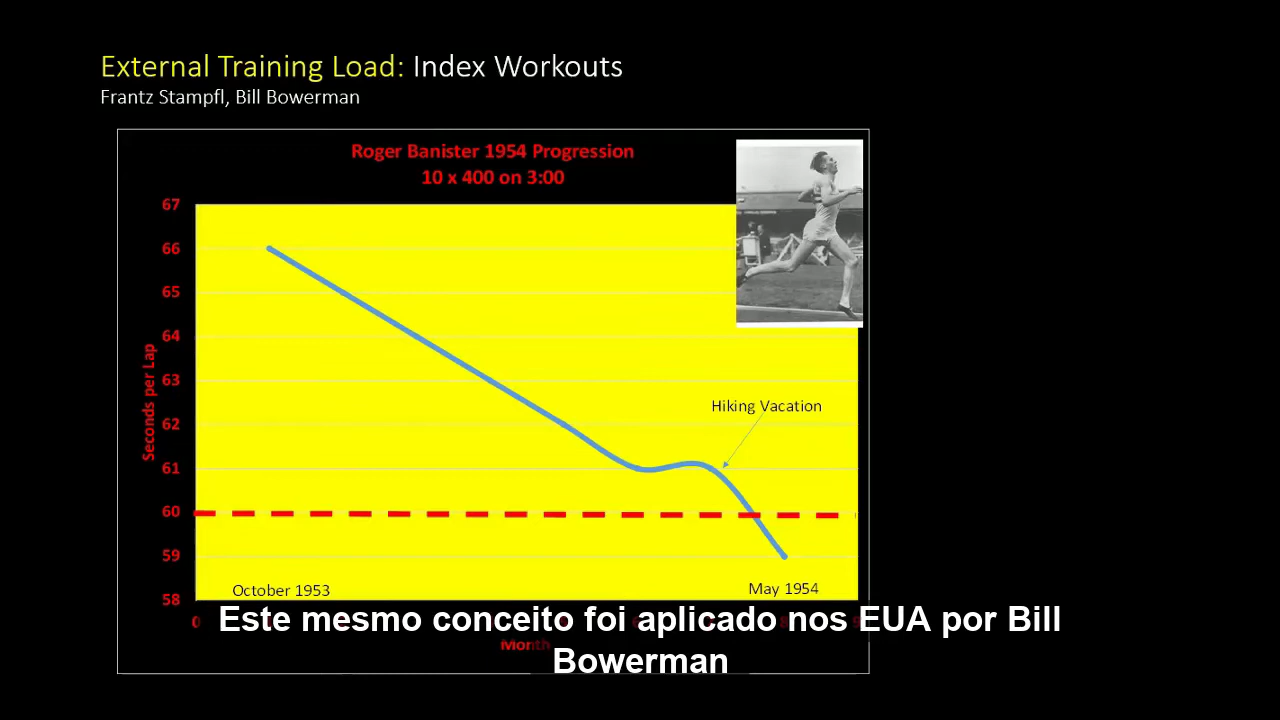 External Training Load: Index Workouts
Frantz Stampfl, Bill Bowerman
Roger Banister 1954 Progression
10 x 400 on 3:00
67
66
65
64
63
62
61
60
59
58
Seconds per Lap
Hiking Vacation
October 1953
May 1954
0
Month
Este mesmo conceito foi aplicado nos EUA por Bill
Bowerman